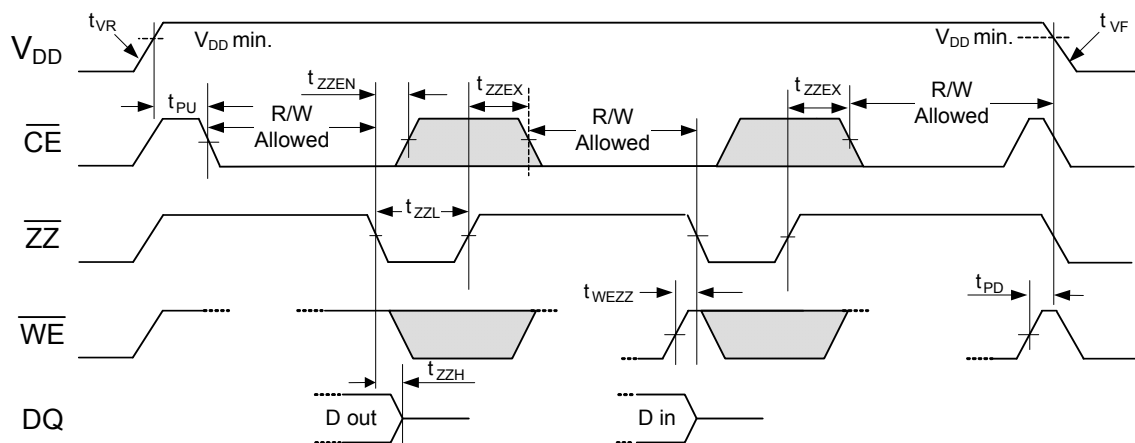 tVR
VDD
VDD min.
VDD min.
tVF
tPU
R/W
Allowed
tZZEN
tZZEX
R/W
Allowed
tZZEX
R/W
Allowed
CE
tZZL
ZZ
tWEZZ
tPD
WE
tZZH
DQ
D out
D in